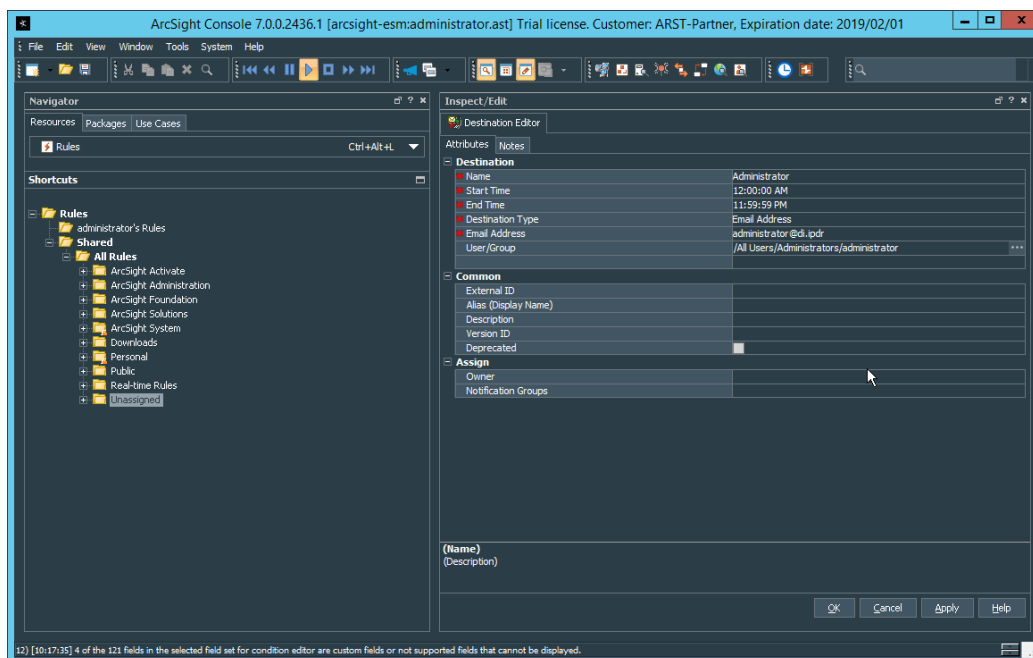 ArcSight Console 7.0.0.2436.1 [arcsight-esm:administrator.ast] Trial license. Customer: ARST-Partner, Expiration date: 2019/02/01
File Edit View Window Tools System Help
Navigator
Resources Packages Use Cases
Rules Ctrl+Alt+L
Shortcuts
Rules
administrator's Rules
Shared
All Rules
ArcSight Activate
ArcSight Administration
ArcSight Foundation
ArcSight Solutions
ArcSight System
Downloads
Personal
Public
Real-time Rules
Unassigned
Inspect/Edit
Destination Editor
Attributes Notes
Destination
Name Administrator
Start Time 12:00:00 AM
End Time 11:59:59 PM
Destination Type Email Address
Email Address administrator@di.ipdr
User/Group /All Users/Administrators/administrator
Common
External ID
Alias (Display Name)
Description
Version ID
Deprecated
Assign
Owner
Notification Groups
(Name)
(Description)
OK Cancel Apply Help
12) [10:17:35] 4 of the 121 fields in the selected field set for condition editor are custom fields or not supported fields that cannot be displayed.